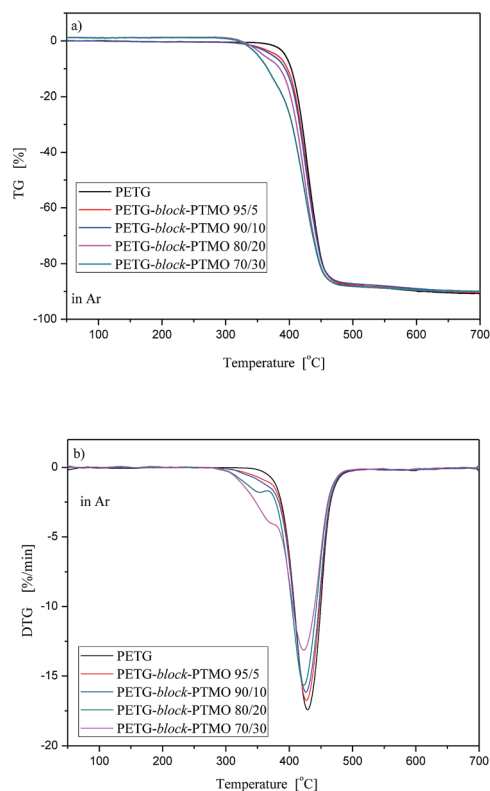 a)
0
-20
-40
-60
-80
-100
TG [%]
PETG
PETG-block-PTMO 95/5
PETG-block-PTMO 90/10
PETG-block-PTMO 80/20
PETG-block-PTMO 70/30
in Ar
100 200 300 400 500 600 700
Temperature [°C]
b)
0
-5
-10
-15
-20
in Ar
DTG [%/min]
PETG
PETG-block-PTMO 95/5
PETG-block-PTMO 90/10
PETG-block-PTMO 80/20
PETG-block-PTMO 70/30
100 200 300 400 500 600 700
Temperature [°C]